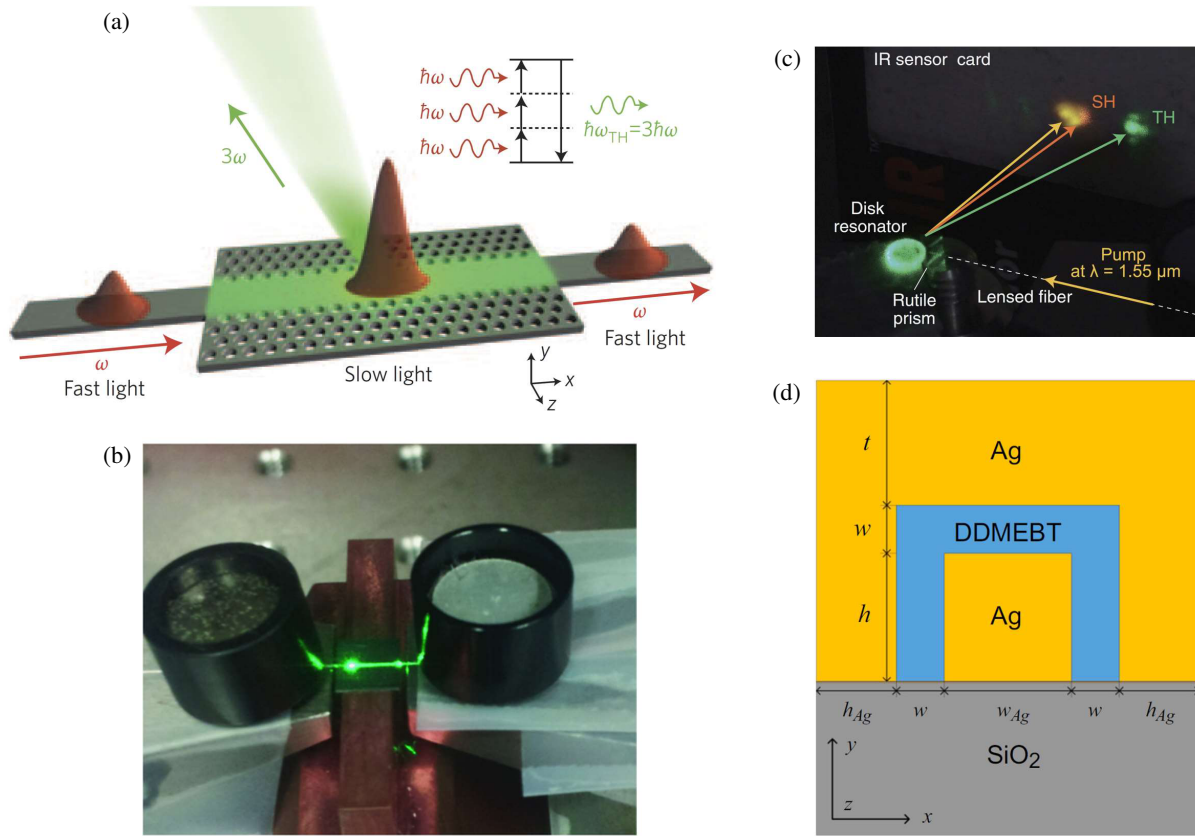 (a)
ħω
ħω
ħω
ħω_TH=3ħω
3ω
ω
Fast light
Slow light
ω
Fast light
y
x
z
(b)
(c)
IR sensor card
SH
TH
Disk
resonator
Rutile
prism
Lensed fiber
Pump
at λ = 1.55 µm
IR
(d)
t
Ag
w
DDMEBT
h
Ag
h_Ag
w
w_Ag
w
h_Ag
SiO₂
y
z
x